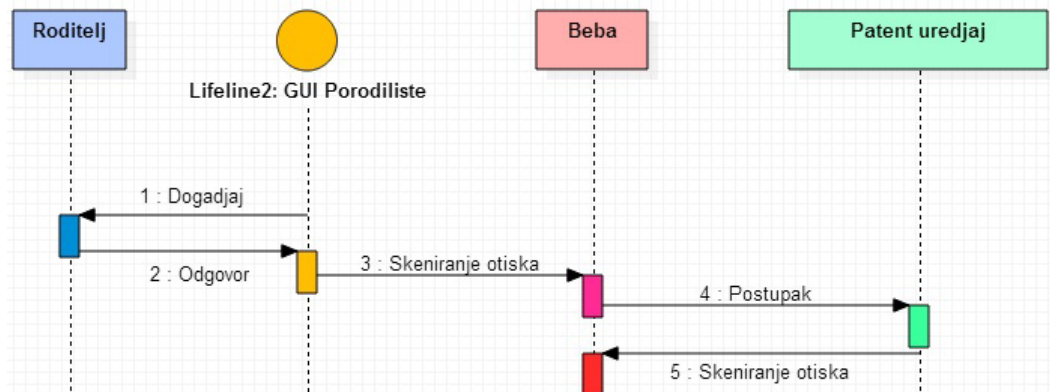 Roditelj
Beba
Patent uredjaj
Lifeline2: GUI Porodiliste
1 : Dogadjaj
2 : Odgovor
3 : Skeniranje otiska
4 : Postupak
5 : Skeniranje otiska